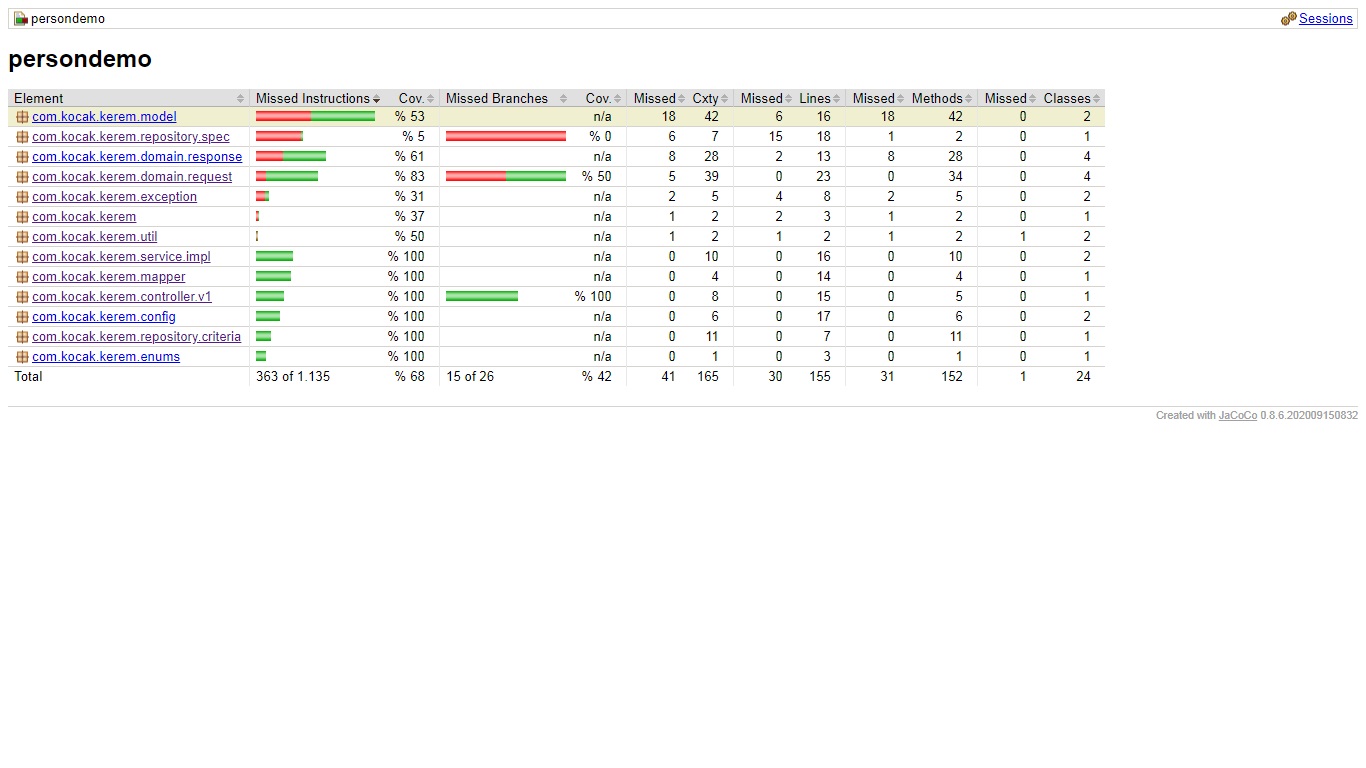 persondemo Sessions
persondemo
Element Missed Instructions Cov. Missed Branches Cov. Missed Cxty Missed Lines Missed Methods Missed Classes
com.kocak.kerem.model % 53 n/a 18 42 6 16 18 42 0 2
com.kocak.kerem.repository.spec % 5 % 0 6 7 15 18 1 2 0 1
com.kocak.kerem.domain.response % 61 n/a 8 28 2 13 8 28 0 4
com.kocak.kerem.domain.request % 83 % 50 5 39 0 23 0 34 0 4
com.kocak.kerem.exception % 31 n/a 2 5 4 8 2 5 0 2
com.kocak.kerem % 37 n/a 1 2 2 3 1 2 0 1
com.kocak.kerem.util % 50 n/a 1 2 1 2 1 2 1 2
com.kocak.kerem.service.impl % 100 n/a 0 10 0 16 0 10 0 2
com.kocak.kerem.mapper % 100 n/a 0 4 0 14 0 4 0 1
com.kocak.kerem.controller.v1 % 100 % 100 0 8 0 15 0 5 0 1
com.kocak.kerem.config % 100 n/a 0 6 0 17 0 6 0 2
com.kocak.kerem.repository.criteria % 100 n/a 0 11 0 7 0 11 0 1
com.kocak.kerem.enums % 100 n/a 0 1 0 3 0 1 0 1
Total 363 of 1.135 % 68 15 of 26 % 42 41 165 30 155 31 152 1 24
Created with JaCoCo 0.8.6.202009150832